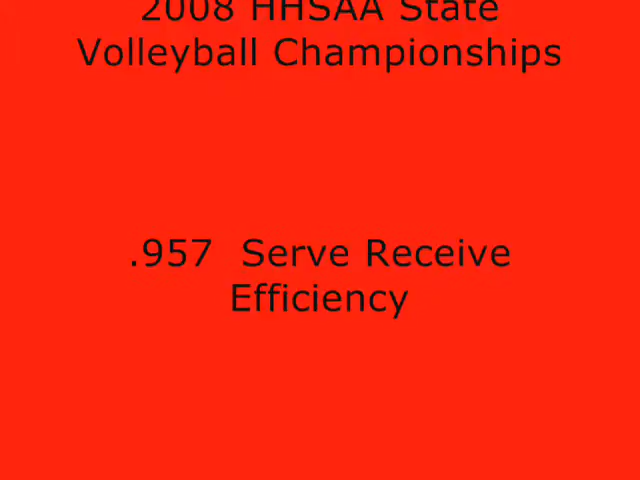 2008 HHSAA State
Volleyball Championships
.957  Serve Receive
Efficiency